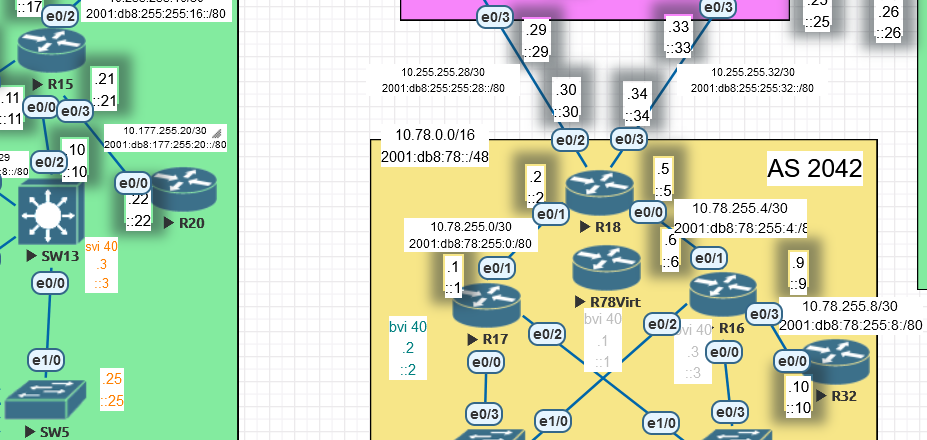 ::17
e0/2
2001:db8:255:255:16::/80
R15
.21
::21
.11
::11
e0/0
e0/3
10.177.255.20/30
2001:db8:177:255:20::/80
.10
::10
e0/2
e0/0
.22
::22
R20
SW13
svi 40
.3
::3
e0/0
e1/0
.25
::25
SW5
e0/3
e0/3
.29
::29
.33
::33
::25
.26
::26
10.255.255.28/30
2001:db8:255:255:28::/80
10.255.255.32/30
2001:db8:255:255:32::/80
.30
::30
.34
::34
10.78.0.0/16
2001:db8:78::/48
e0/2
e0/3
AS 2042
.2
::2
.5
::5
e0/1
R18
e0/0
10.78.255.4/30
2001:db8:78:255:4:/8
10.78.255.0/30
2001:db8:78:255:0/80
.6
::6
.1
::1
e0/1
e0/1
.9
::9
R78Virt
10.78.255.8/30
2001:db8:78:255:8:/80
bvi 40
.2
::2
R17
e0/2
bvi 40
.1
::1
e0/2
bvi 40
.3
::3
R16
e0/3
e0/0
e0/0
e0/0
.10
::10
R32
e0/3
e1/0
e1/0
e0/3